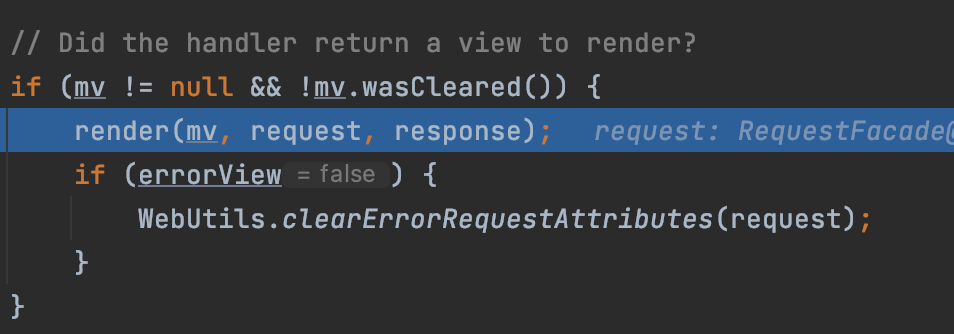 // Did the handler return a view to render?
if (mv != null && !mv.wasCleared()) {
render(mv, request, response); request: RequestFacade@
if (errorView = false ) {
WebUtils.clearErrorRequestAttributes(request);
}
}